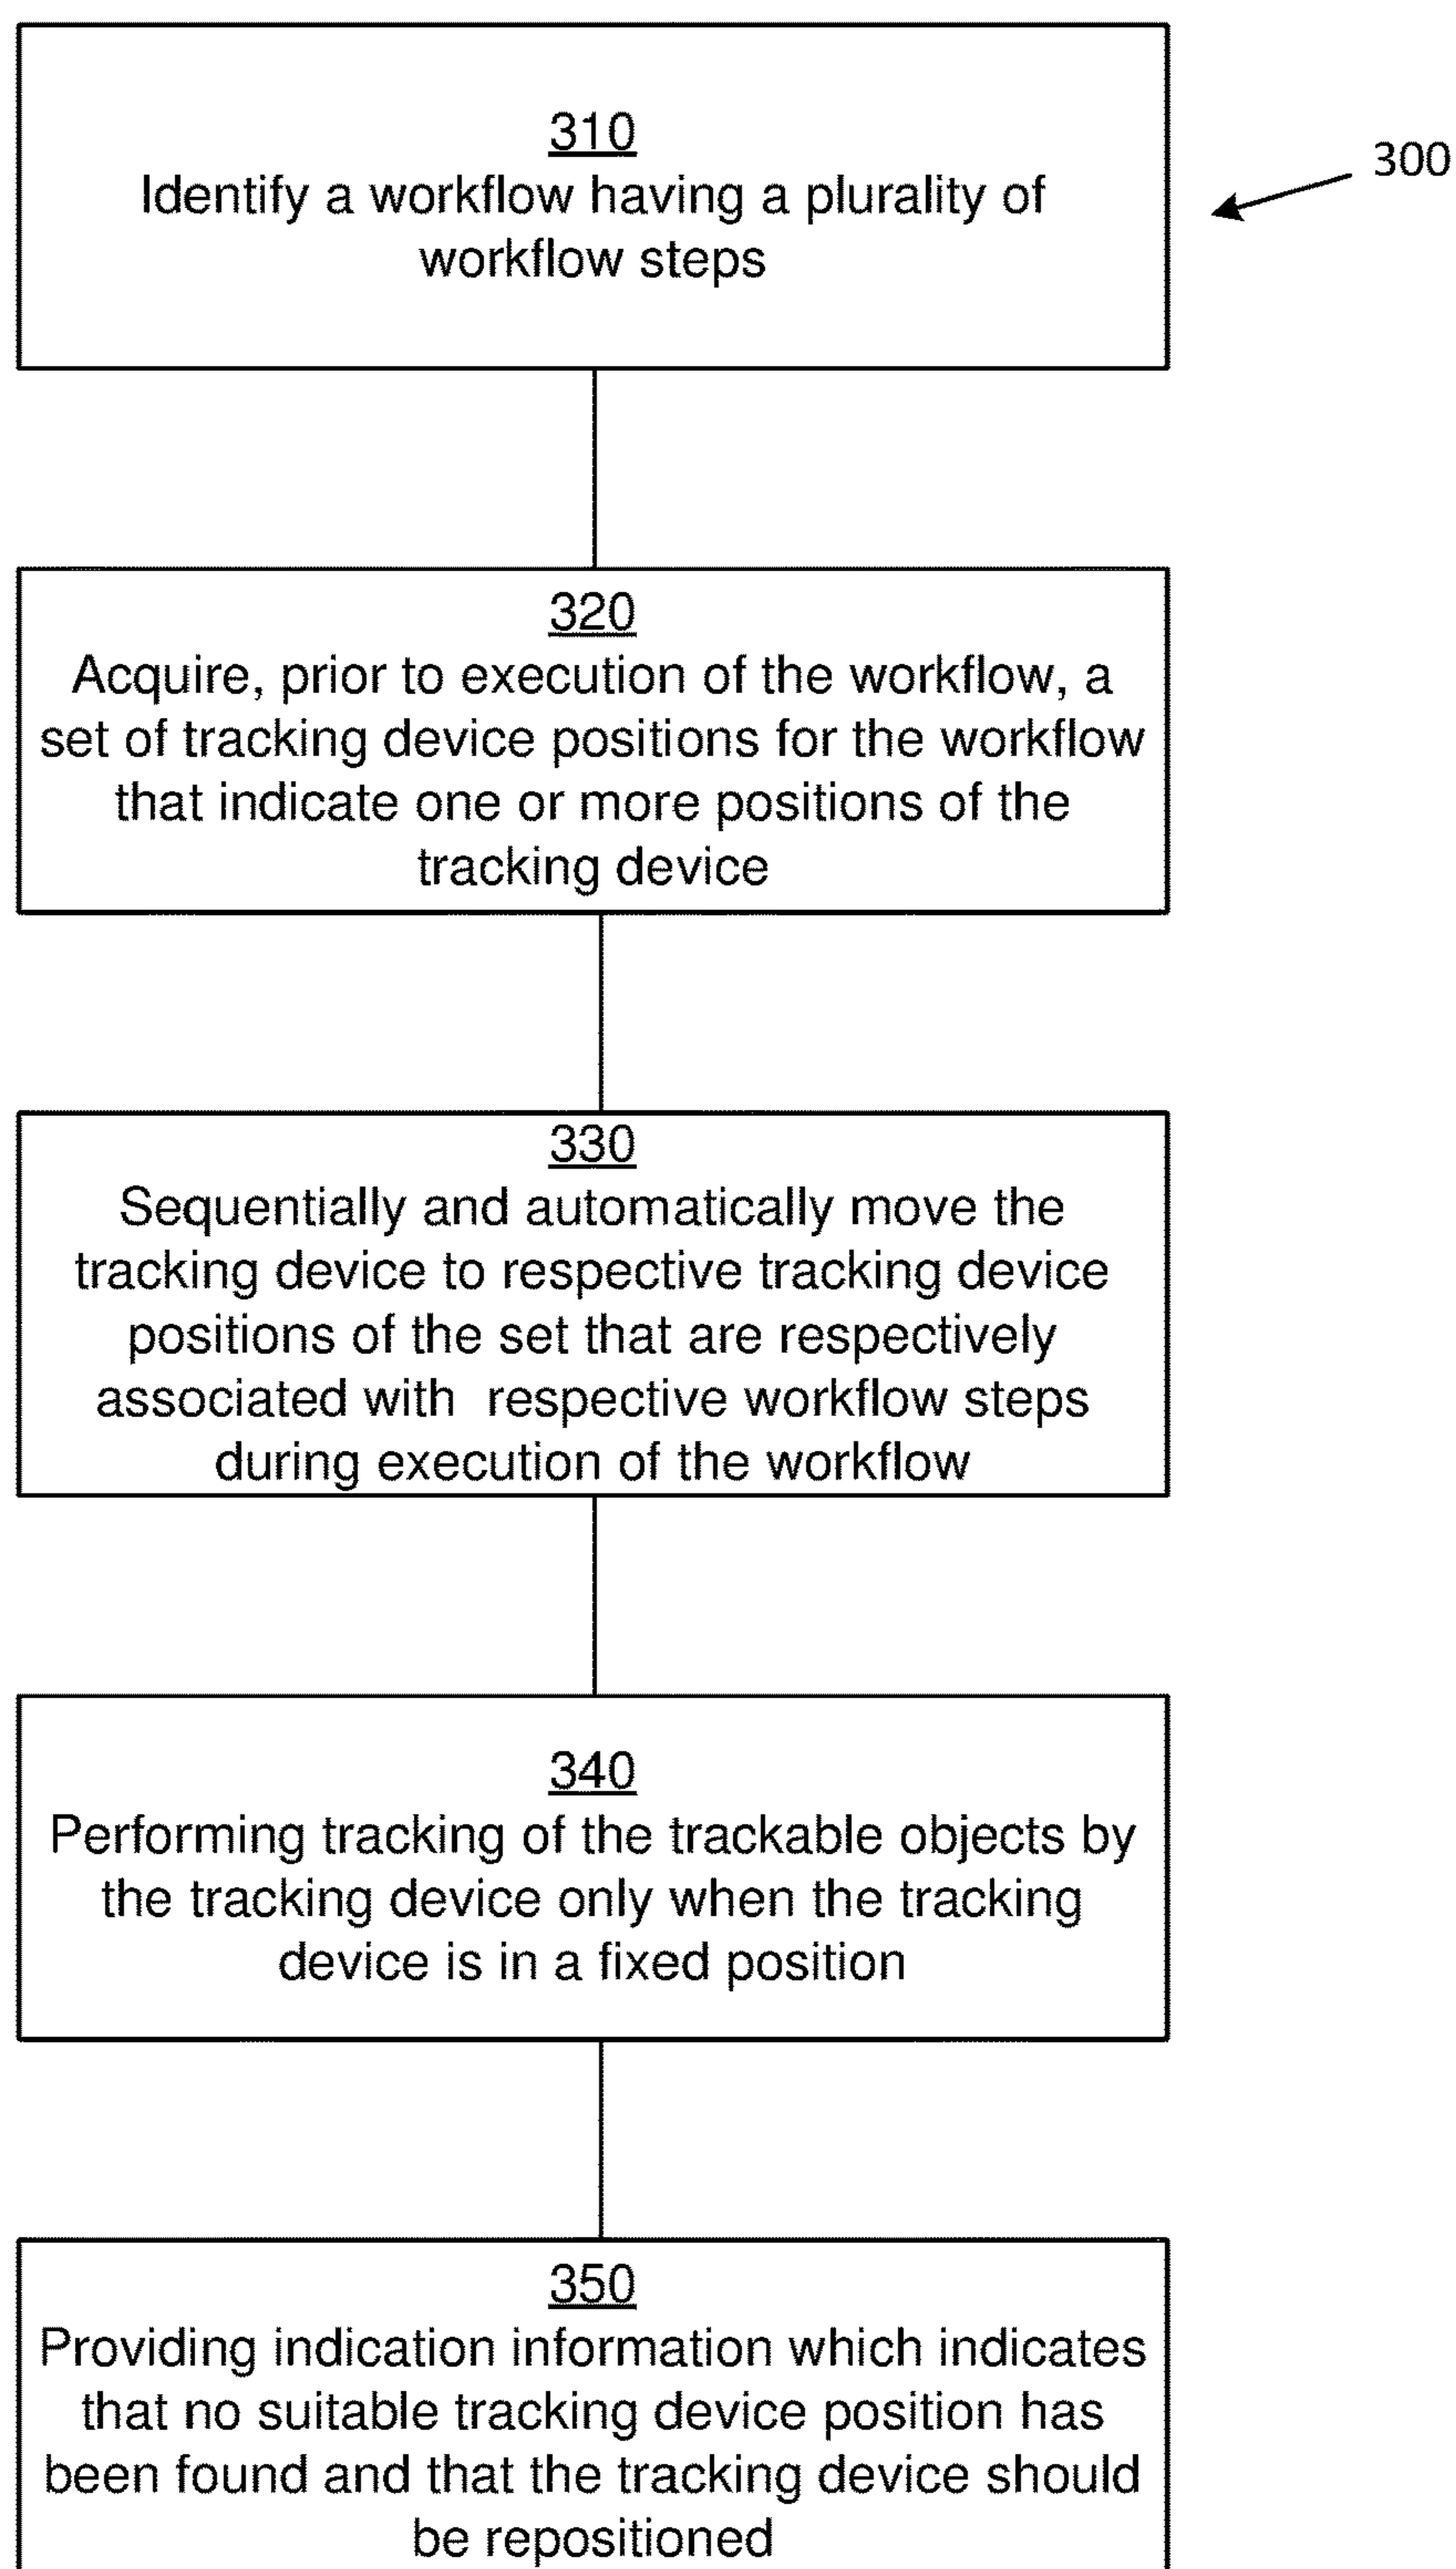 310
Identify a workflow having a plurality of
workflow steps
300
320
Acquire, prior to execution of the workflow, a
set of tracking device positions for the workflow
that indicate one or more positions of the
tracking device
330
Sequentially and automatically move the
tracking device to respective tracking device
positions of the set that are respectively
associated with respective workflow steps
during execution of the workflow
340
Performing tracking of the trackable objects by
the tracking device only when the tracking
device is in a fixed position
350
Providing indication information which indicates
that no suitable tracking device position has
been found and that the tracking device should
be repositioned